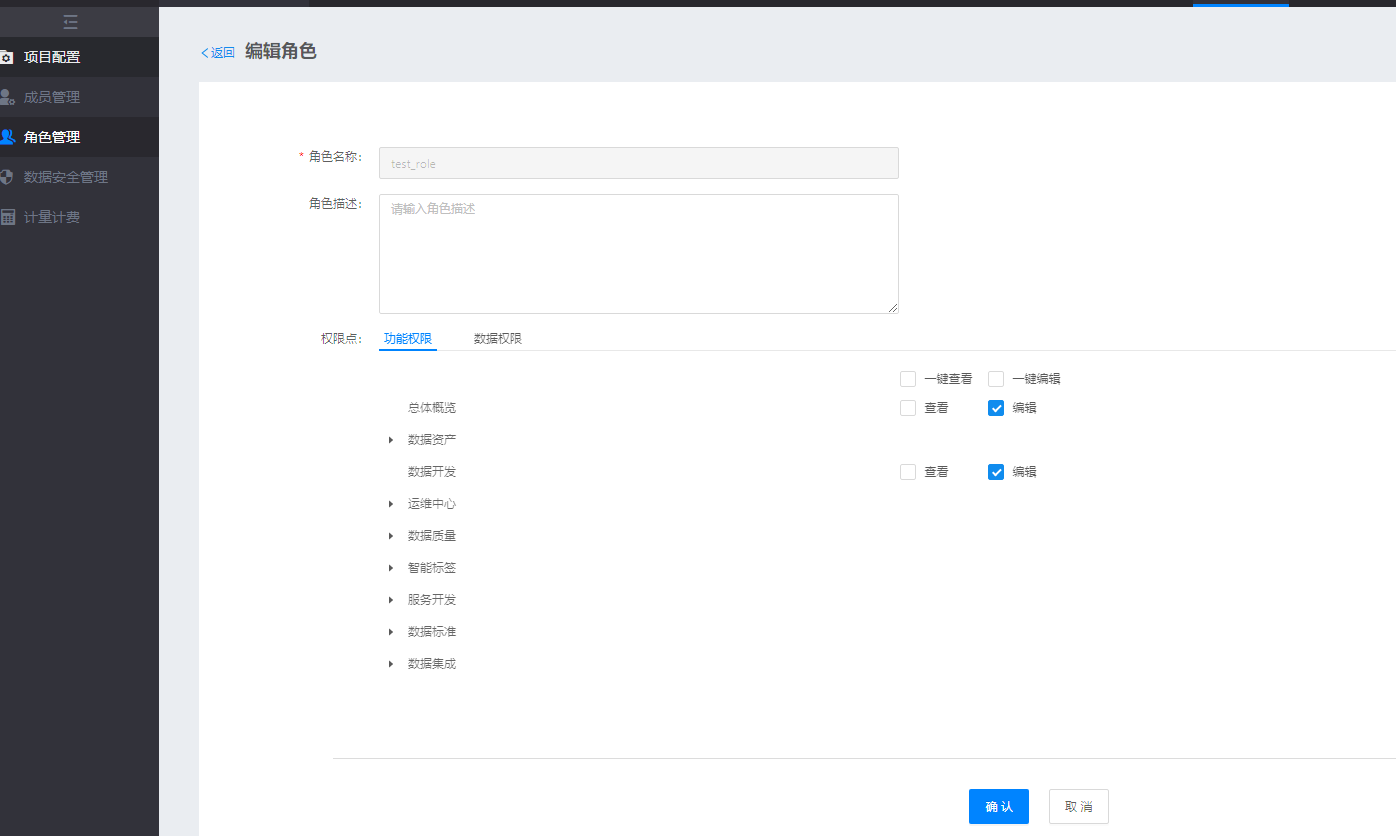 项目配置
成员管理
角色管理
数据安全管理
计量计费
返回 编辑角色
* 角色名称: test_role
角色描述: 请输入角色描述
权限点: 功能权限 数据权限
一键查看 一键编辑
总体概览 查看 编辑
数据资产
数据开发 查看 编辑
运维中心
数据质量
智能标签
服务开发
数据标准
数据集成
确 认 取 消